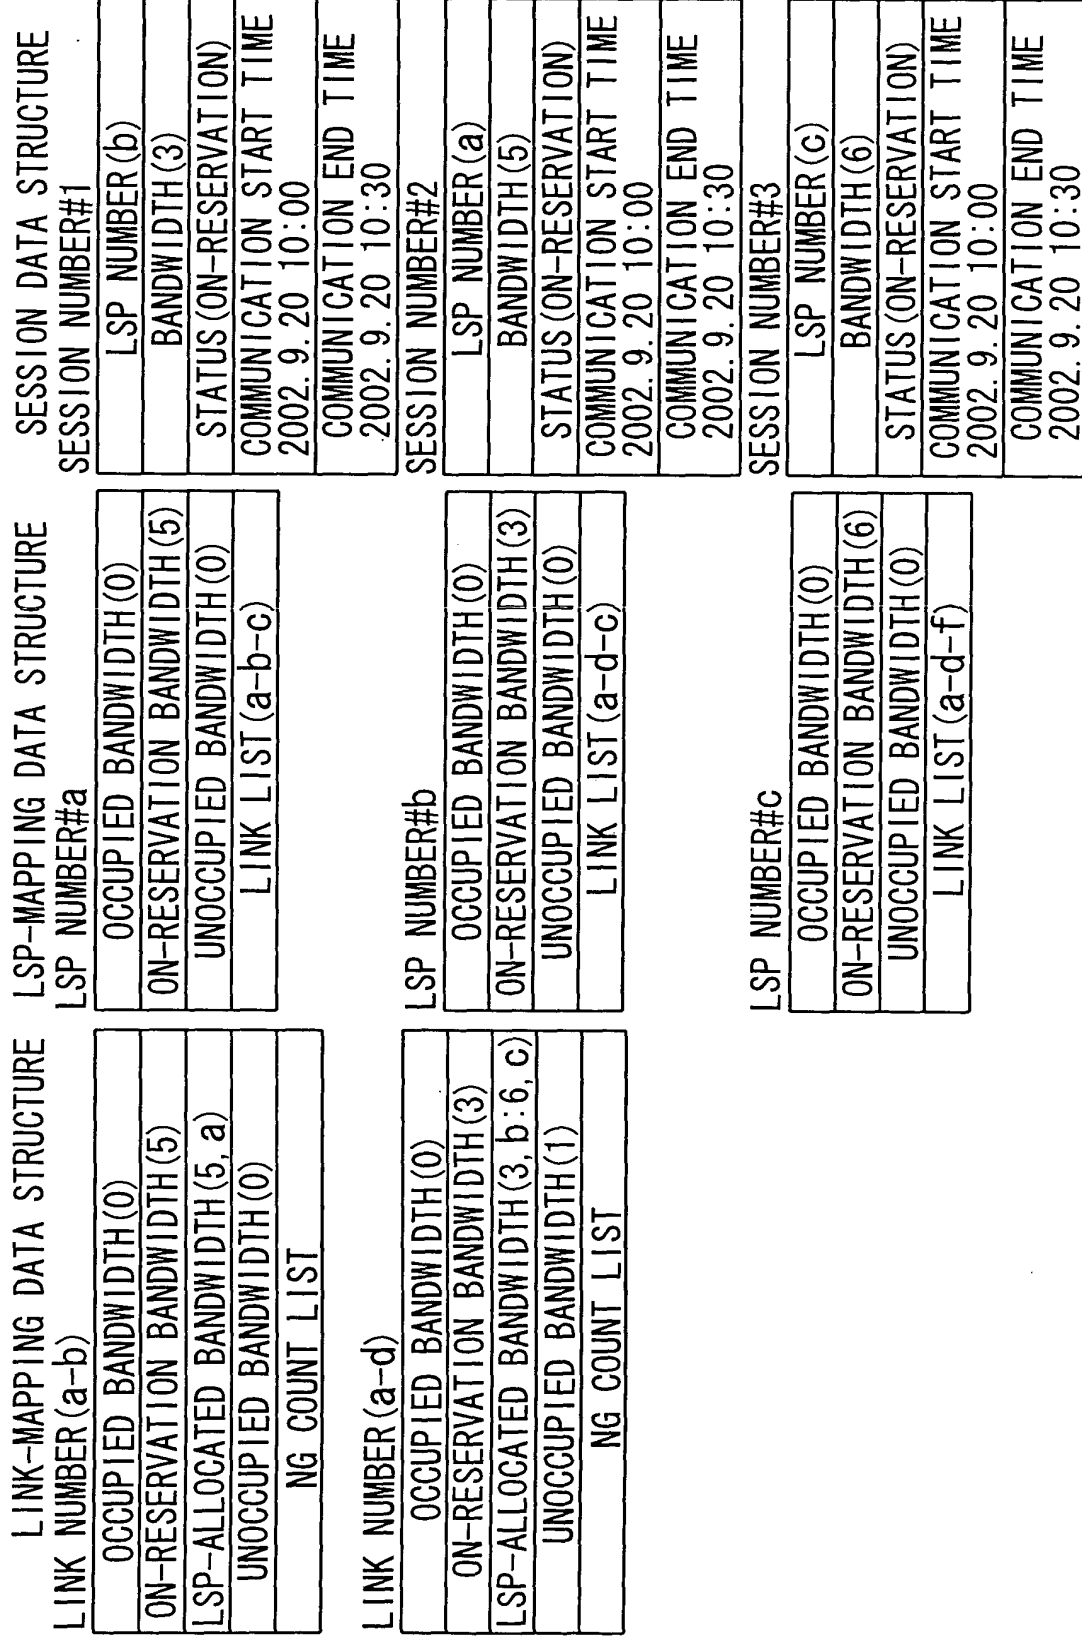 LINK-MAPPING DATA STRUCTURE
LINK NUMBER(a-b)
OCCUPIED BANDWIDTH(0)
ON-RESERVATION BANDWIDTH(5)
LSP-ALLOCATED BANDWIDTH(5, a)
UNOCCUPIED BANDWIDTH(0)
NG COUNT LIST
LINK NUMBER(a-d)
OCCUPIED BANDWIDTH(0)
ON-RESERVATION BANDWIDTH(3)
LSP-ALLOCATED BANDWIDTH(3, b:6, c)
UNOCCUPIED BANDWIDTH(1)
NG COUNT LIST
LSP-MAPPING DATA STRUCTURE
LSP NUMBER#a
OCCUPIED BANDWIDTH(0)
ON-RESERVATION BANDWIDTH(5)
UNOCCUPIED BANDWIDTH(0)
LINK LIST(a-b-c)
LSP NUMBER#b
OCCUPIED BANDWIDTH(0)
ON-RESERVATION BANDWIDTH(3)
UNOCCUPIED BANDWIDTH(0)
LINK LIST(a-d-c)
LSP NUMBER#c
OCCUPIED BANDWIDTH(0)
ON-RESERVATION BANDWIDTH(6)
UNOCCUPIED BANDWIDTH(0)
LINK LIST(a-d-f)
SESSION DATA STRUCTURE
SESSION NUMBER#1
LSP NUMBER(b)
BANDWIDTH(3)
STATUS(ON-RESERVATION)
COMMUNICATION START TIME
2002. 9. 20 10:00
COMMUNICATION END TIME
2002. 9. 20 10:30
SESSION NUMBER#2
LSP NUMBER(a)
BANDWIDTH(5)
STATUS(ON-RESERVATION)
COMMUNICATION START TIME
2002. 9. 20 10:00
COMMUNICATION END TIME
2002. 9. 20 10:30
SESSION NUMBER#3
LSP NUMBER(c)
BANDWIDTH(6)
STATUS(ON-RESERVATION)
COMMUNICATION START TIME
2002. 9. 20 10:00
COMMUNICATION END TIME
2002. 9. 20 10:30